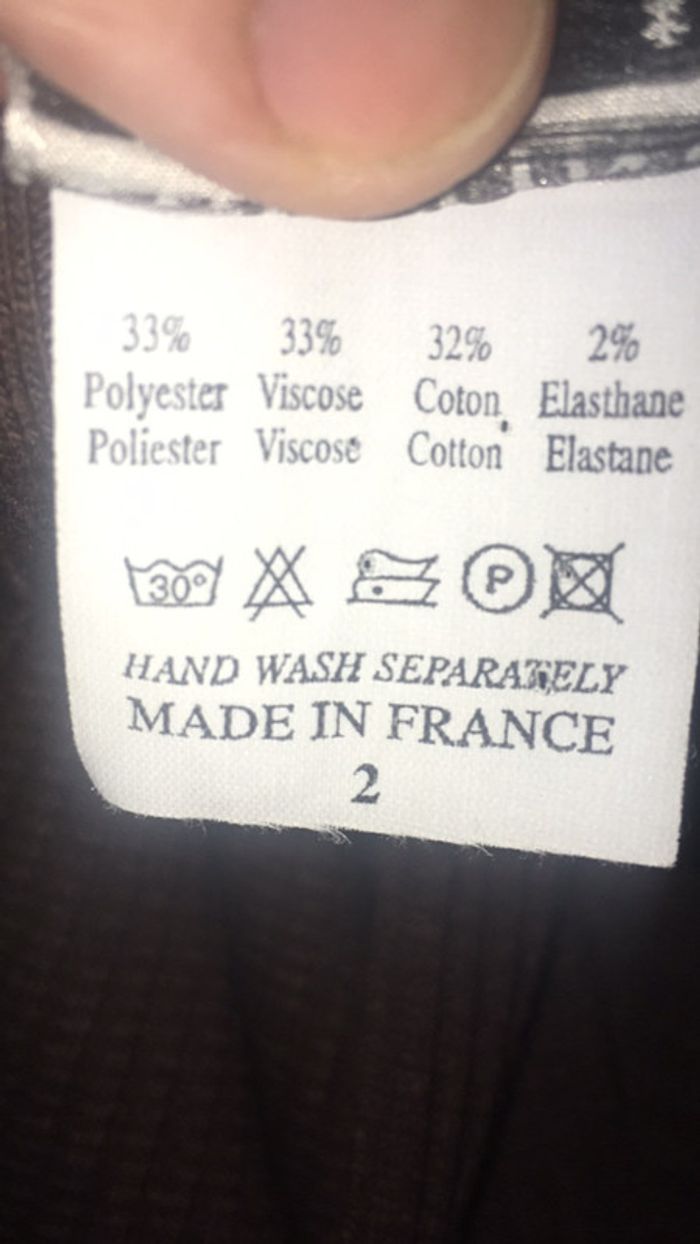 33% 33% 32% 2%
Polyester Viscose Coton Elasthane
Poliester Viscose Cotton Elastane
30° P
HAND WASH SEPARATELY
MADE IN FRANCE
2